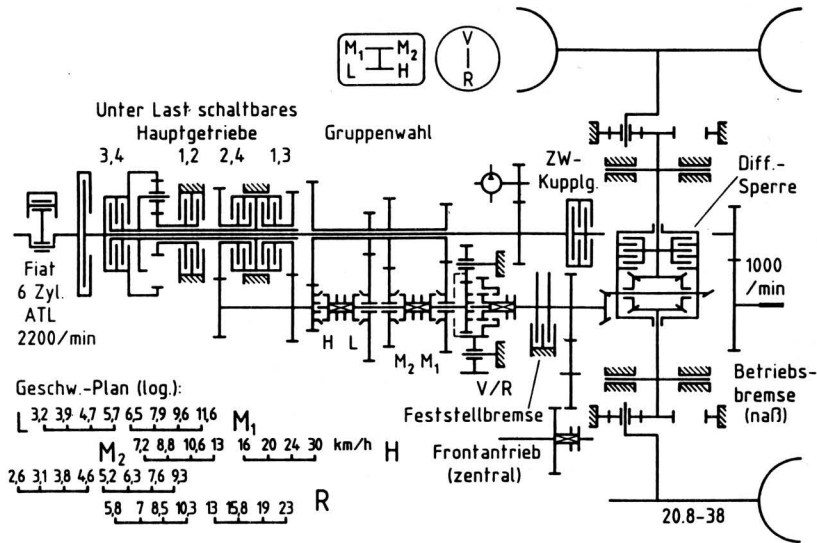 M1 M2
L H
V
R
Unter Last schaltbares
Hauptgetriebe
3,4 1,2 2,4 1,3
Gruppenwahl
ZW-
Kupplg.
Diff.-
Sperre
Fiat
6 Zyl.
ATL
2200/min
1000
/min
H L
M2 M1
V/R
Feststellbremse
Frontantrieb
(zentral)
Betriebs-
bremse
(naß)
20.8-38
Geschw.-Plan (log.):
L 3,2 3,9 4,7 5,7 6,5 7,9 9,6 11,6 M1
M2 7,2 8,8 10,6 13 16 20 24 30 km/h H
2,6 3,1 3,8 4,6 5,2 6,3 7,6 9,3
5,8 7 8,5 10,3 13 15,8 19 23 R